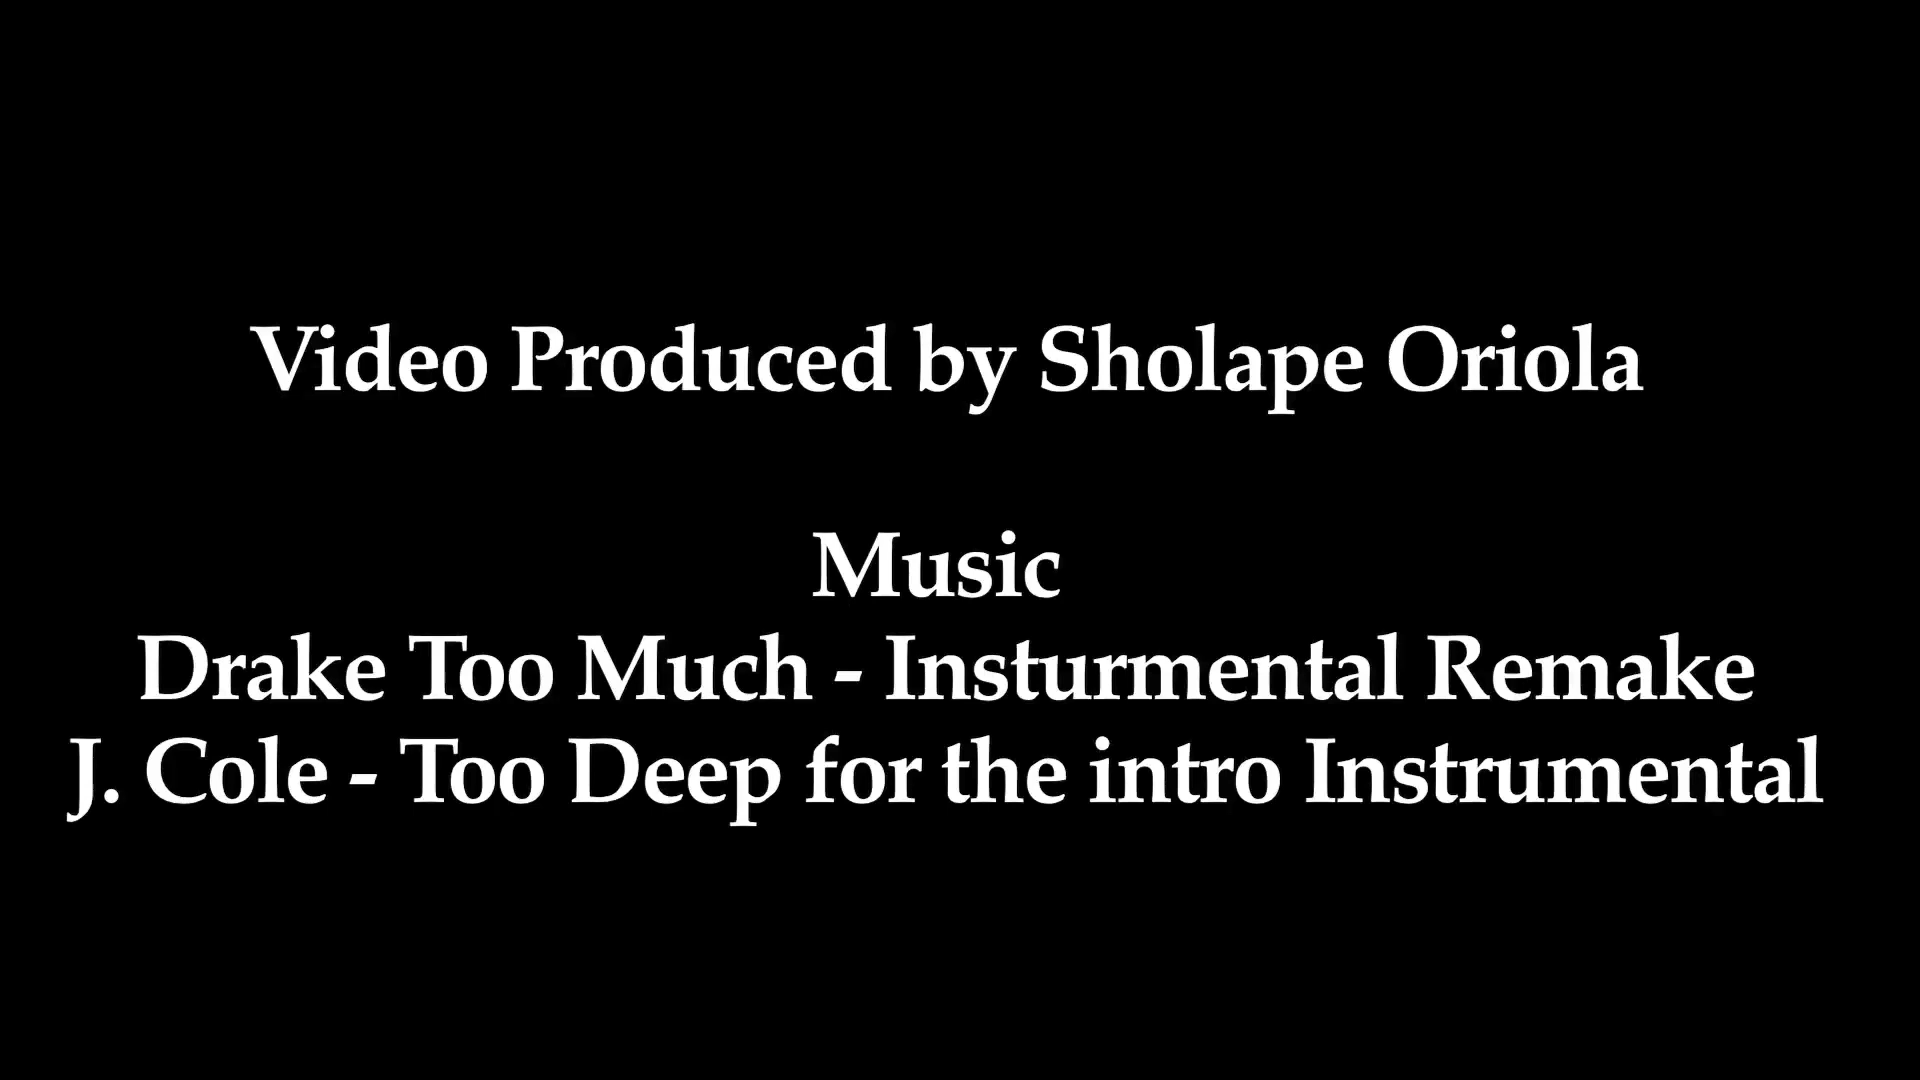 Video Produced by Sholape Oriola
Music
Drake Too Much - Insturmental Remake
J. Cole - Too Deep for the intro Instrumental